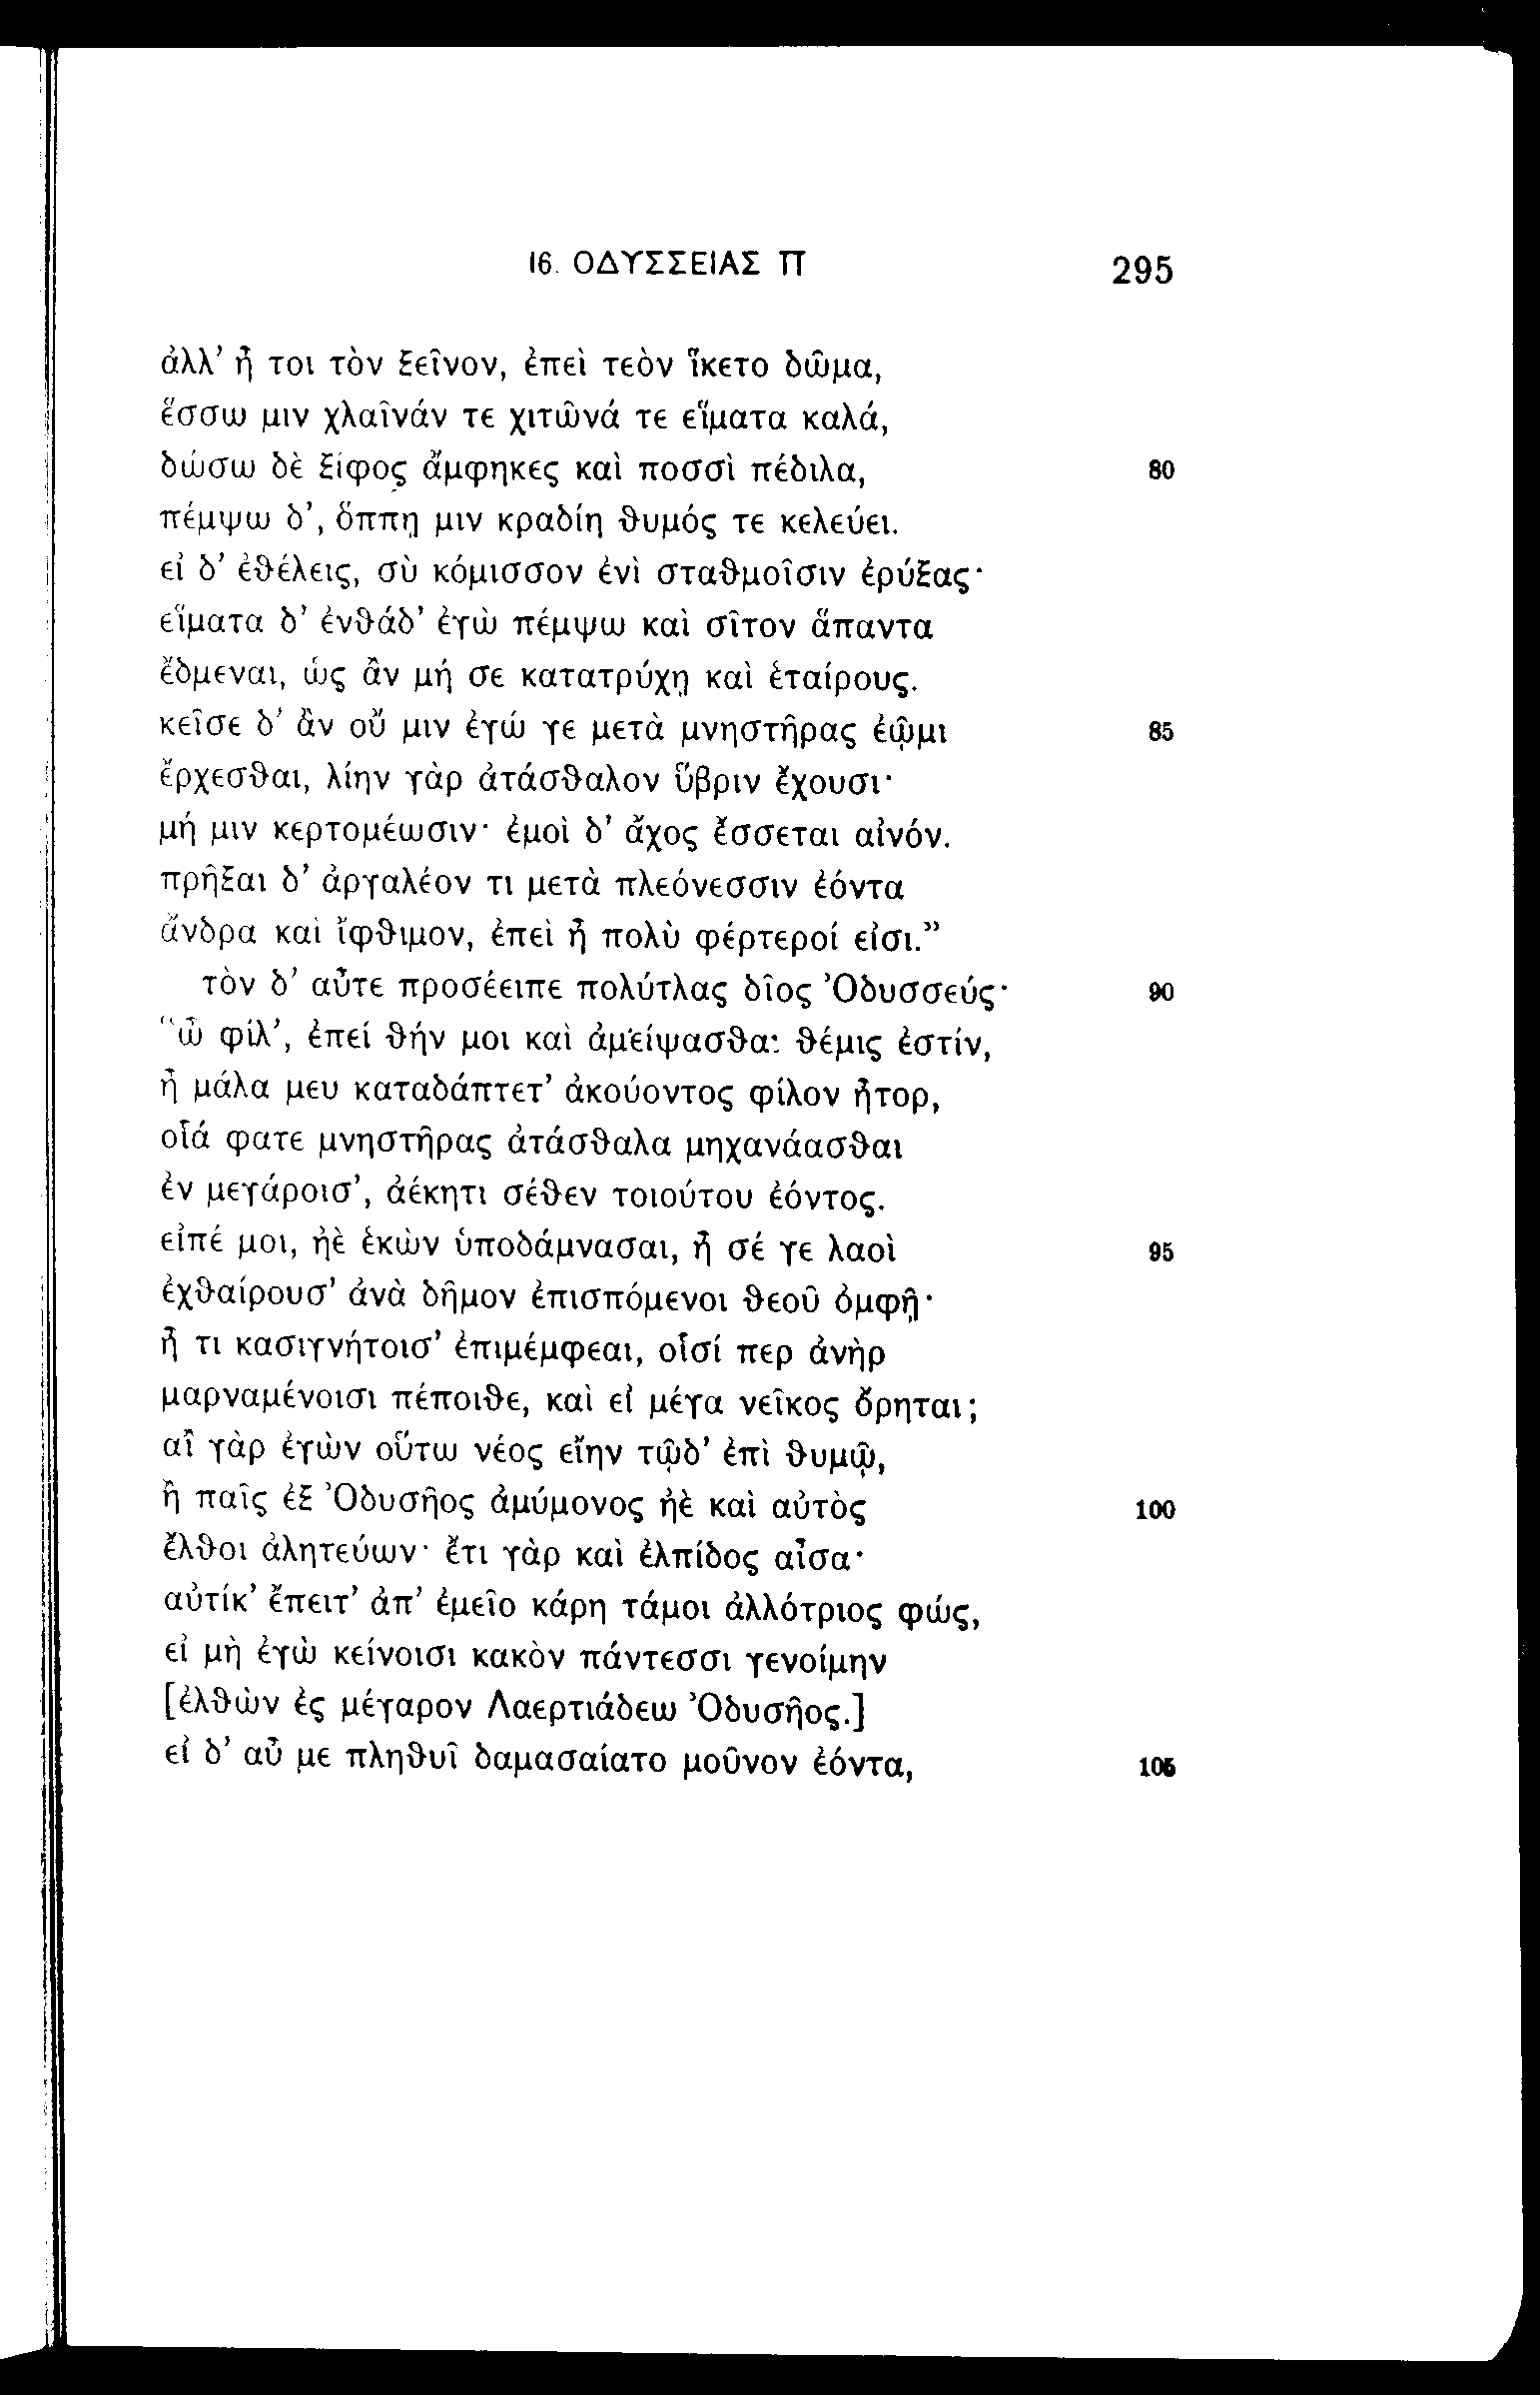 16. ΟΔΥΣΣΕΙΑΣ Π 295
ἀλλ’ ἦ τοι τὸν ξεῖνον, ἐπεὶ τεὸν ἵκετο δῶμα,
ἕσσω μιν χλαῖνάν τε χιτῶνά τε εἵματα καλά,
δώσω δὲ ξίφος ἄμφηκες καὶ ποσσὶ πέδιλα, 80
πέμψω δ’, ὅππῃ μιν κραδίη θυμός τε κελεύει.
εἰ δ’ ἐθέλεις, σὺ κόμισσον ἐνὶ σταθμοῖσιν ἐρύξας·
εἵματα δ’ ἐνθάδ’ ἐγὼ πέμψω καὶ σῖτον ἅπαντα
ἔδμεναι, ὡς ἂν μή σε κατατρύχῃ καὶ ἑταίρους.
κεῖσε δ’ ἂν οὔ μιν ἐγώ γε μετὰ μνηστῆρας ἐῷμι 85
ἔρχεσθαι, λίην γὰρ ἀτάσθαλον ὕβριν ἔχουσι·
μή μιν κερτομέωσιν· ἐμοὶ δ’ ἄχος ἔσσεται αἰνόν.
πρῆξαι δ’ ἀργαλέον τι μετὰ πλεόνεσσιν ἐόντα
ἄνδρα καὶ ἴφθιμον, ἐπεὶ ἦ πολὺ φέρτεροί εἰσι.”
τὸν δ’ αὖτε προσέειπε πολύτλας δῖος Ὀδυσσεύς· 90
“ὦ φίλ’, ἐπεί θήν μοι καὶ ἀμείψασθαι θέμις ἐστίν,
ἦ μάλα μευ καταδάπτετ’ ἀκούοντος φίλον ἦτορ,
οἷά φατε μνηστῆρας ἀτάσθαλα μηχανάασθαι
ἐν μεγάροισ’, ἀέκητι σέθεν τοιούτου ἐόντος.
εἰπέ μοι, ἠὲ ἑκὼν ὑποδάμνασαι, ἦ σέ γε λαοὶ 95
ἐχθαίρουσ’ ἀνὰ δῆμον ἐπισπόμενοι θεοῦ ὀμφῇ·
ἦ τι κασιγνήτοισ’ ἐπιμέμφεαι, οἷσί περ ἀνὴρ
μαρναμένοισι πέποιθε, καὶ εἰ μέγα νεῖκος ὄρηται;
αἲ γὰρ ἐγὼν οὕτω νέος εἴην τῷδ’ ἐπὶ θυμῷ,
ἢ παῖς ἐξ Ὀδυσῆος ἀμύμονος ἠὲ καὶ αὐτὸς 100
ἔλθοι ἀλητεύων· ἔτι γὰρ καὶ ἐλπίδος αἶσα·
αὐτίκ’ ἔπειτ’ ἀπ’ ἐμεῖο κάρη τάμοι ἀλλότριος φώς,
εἰ μὴ ἐγὼ κείνοισι κακὸν πάντεσσι γενοίμην
[ἐλθὼν ἐς μέγαρον Λαερτιάδεω Ὀδυσῆος.]
εἰ δ’ αὖ με πληθυῖ δαμασαίατο μοῦνον ἐόντα, 105